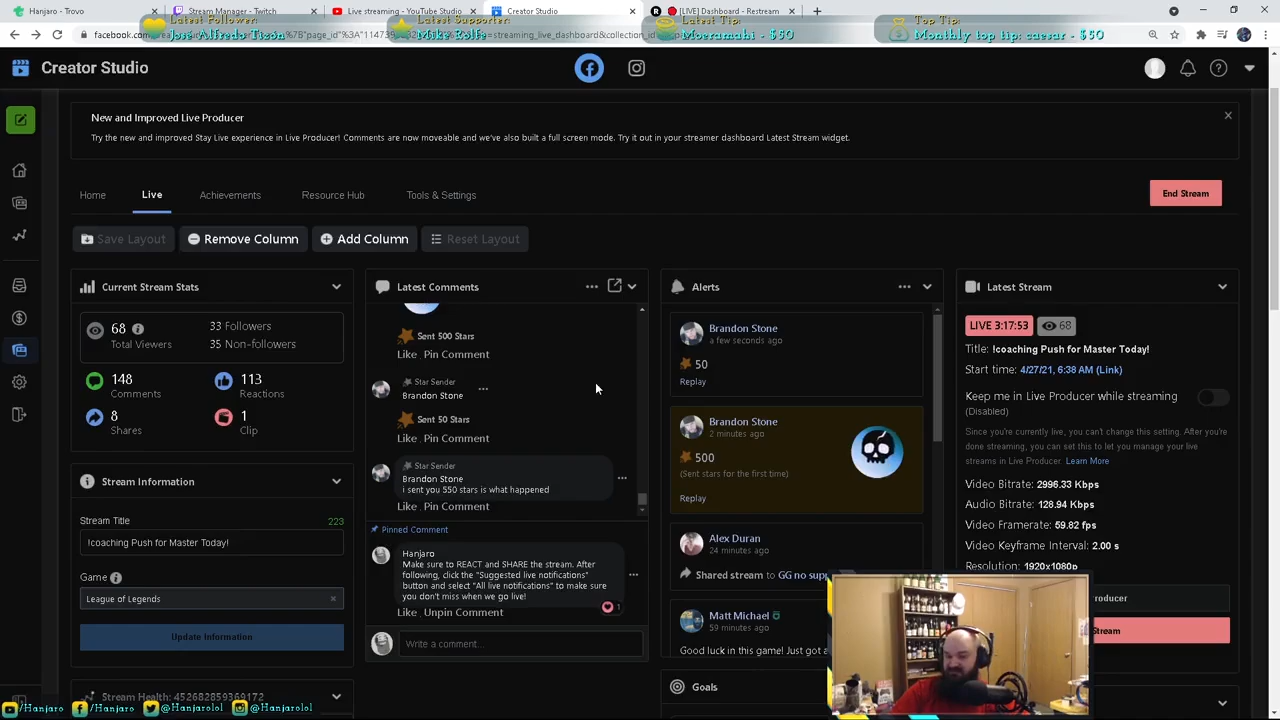 Hanjaro - Trovo
Stream Manager - Twitch
Live streaming - YouTube Studio
Creator Studio
[LIVE] Dashboard - Restream
Latest Follower:
José Alfredo Tixón
Latest Supporter:
Mike Rolfe
Latest Tip:
Moeramahi - $50
Top Tip:
Monthly top tip: caesar - $50
Creator Studio
New and Improved Live Producer
Try the new and improved Stay Live experience in Live Producer! Comments are now moveable and we've also built a full screen mode. Try it out in your streamer dashboard Latest Stream widget.
Home
Live
Achievements
Resource Hub
Tools & Settings
End Stream
Save Layout
Remove Column
Add Column
Reset Layout
Current Stream Stats
68
Total Viewers
33 Followers
35 Non-followers
148
Comments
113
Reactions
8
Shares
1
Clip
Stream Information
Stream Title
223
!coaching Push for Master Today!
Game
League of Legends
Update Information
Stream Health: 452682859369172
Latest Comments
Sent 500 Stars
Like . Pin Comment
Star Sender
Brandon Stone
Sent 50 Stars
Like . Pin Comment
Star Sender
Brandon Stone
i sent you 550 stars is what happened
Like . Pin Comment
Pinned Comment
Hanjaro
Make sure to REACT and SHARE the stream. After
following, click the "Suggested live notifications"
button and select "All live notifications" to make sure
you don't miss when we go live!
1
Like . Unpin Comment
Write a comment...
Alerts
Brandon Stone
a few seconds ago
50
Replay
Brandon Stone
2 minutes ago
500
(Sent stars for the first time)
Replay
Alex Duran
24 minutes ago
Shared stream to GG no supp
Matt Michael
59 minutes ago
Good luck in this game! Just got a
Goals
Latest Stream
LIVE 3:17:53
68
Title: !coaching Push for Master Today!
Start time: 4/27/21, 6:38 AM (Link)
Keep me in Live Producer while streaming
(Disabled)
Since you're currently live, you can't change this setting. After you're
done streaming, you can set this to let you manage your live
streams in Live Producer. Learn More
Video Bitrate: 2996.33 Kbps
Audio Bitrate: 128.94 Kbps
Video Framerate: 59.82 fps
Video Keyframe Interval: 2.00 s
Resolution: 1920x1080p
roducer
Stream
/Hanjaro
/Hanjaro
@Hanjarolol
@Hanjarolol